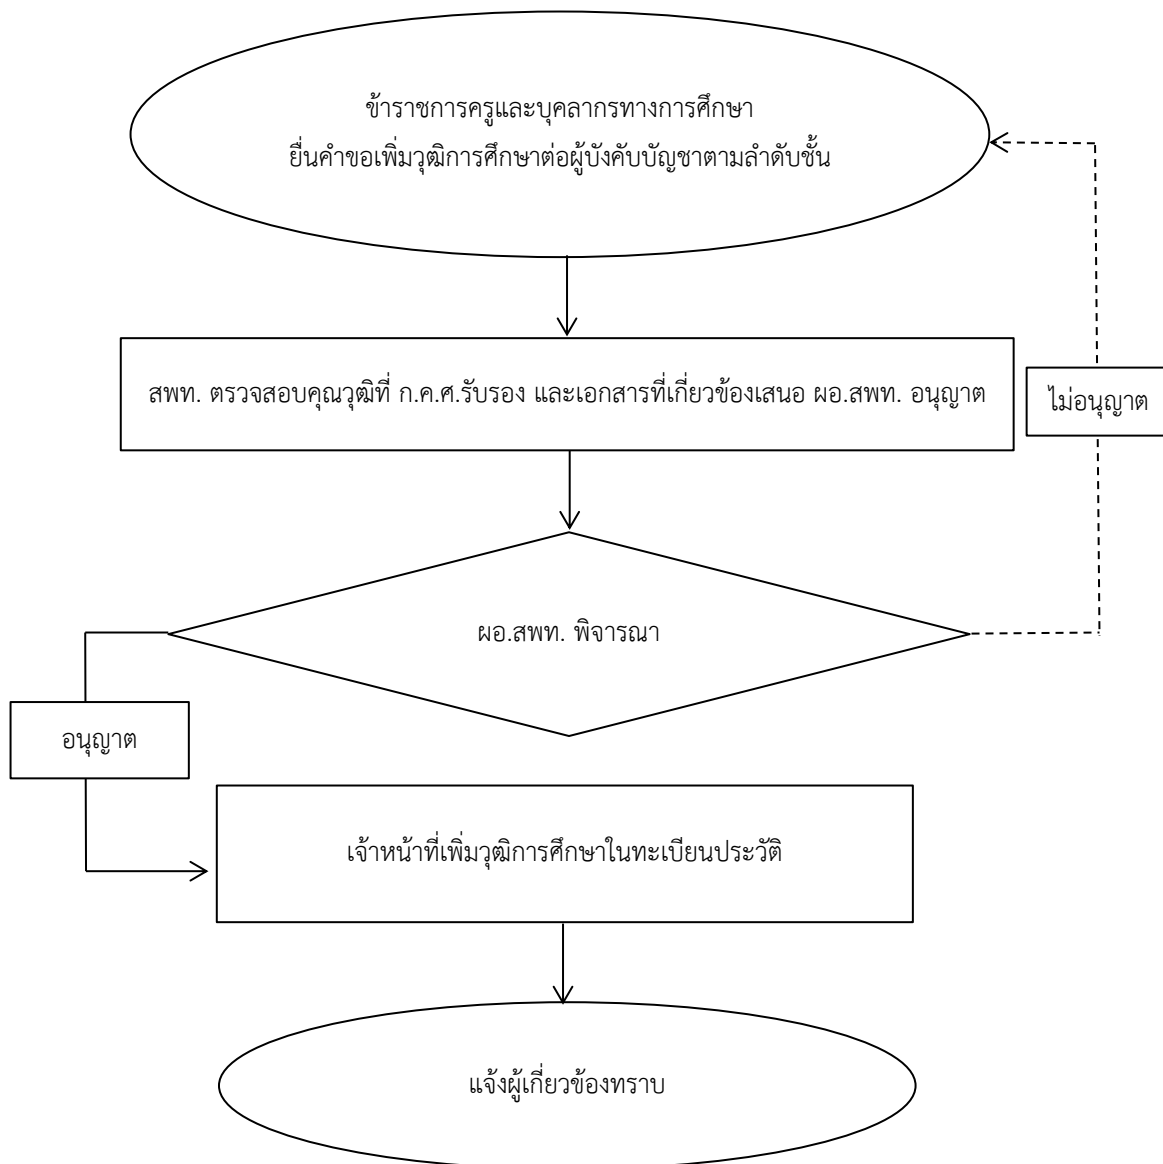 ข้าราชการครูและบุคลากรทางการศึกษา
ยื่นคำขอเพิ่มวุฒิการศึกษาต่อผู้บังคับบัญชาตามลำดับชั้น
สพท. ตรวจสอบคุณวุฒิที่ ก.ค.ศ.รับรอง และเอกสารที่เกี่ยวข้องเสนอ ผอ.สพท. อนุญาต
ไม่อนุญาต
ผอ.สพท. พิจารณา
อนุญาต
เจ้าหน้าที่เพิ่มวุฒิการศึกษาในทะเบียนประวัติ
แจ้งผู้เกี่ยวข้องทราบ